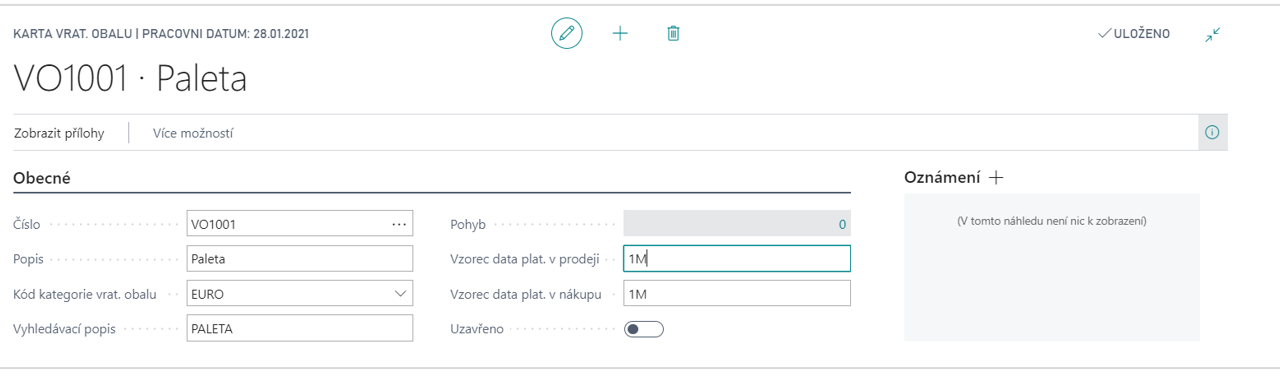 KARTA VRAT. OBALU | PRACOVNI DATUM: 28.01.2021
ULOŽENO
VO1001 · Paleta
Zobrazit přílohy
Více možností
Obecné
Číslo
VO1001
Popis
Paleta
Kód kategorie vrat. obalu
EURO
Vyhledávací popis
PALETA
Pohyb
0
Vzorec data plat. v prodeji
1M
Vzorec data plat. v nákupu
1M
Uzavřeno
Oznámení
(V tomto náhledu není nic k zobrazení)